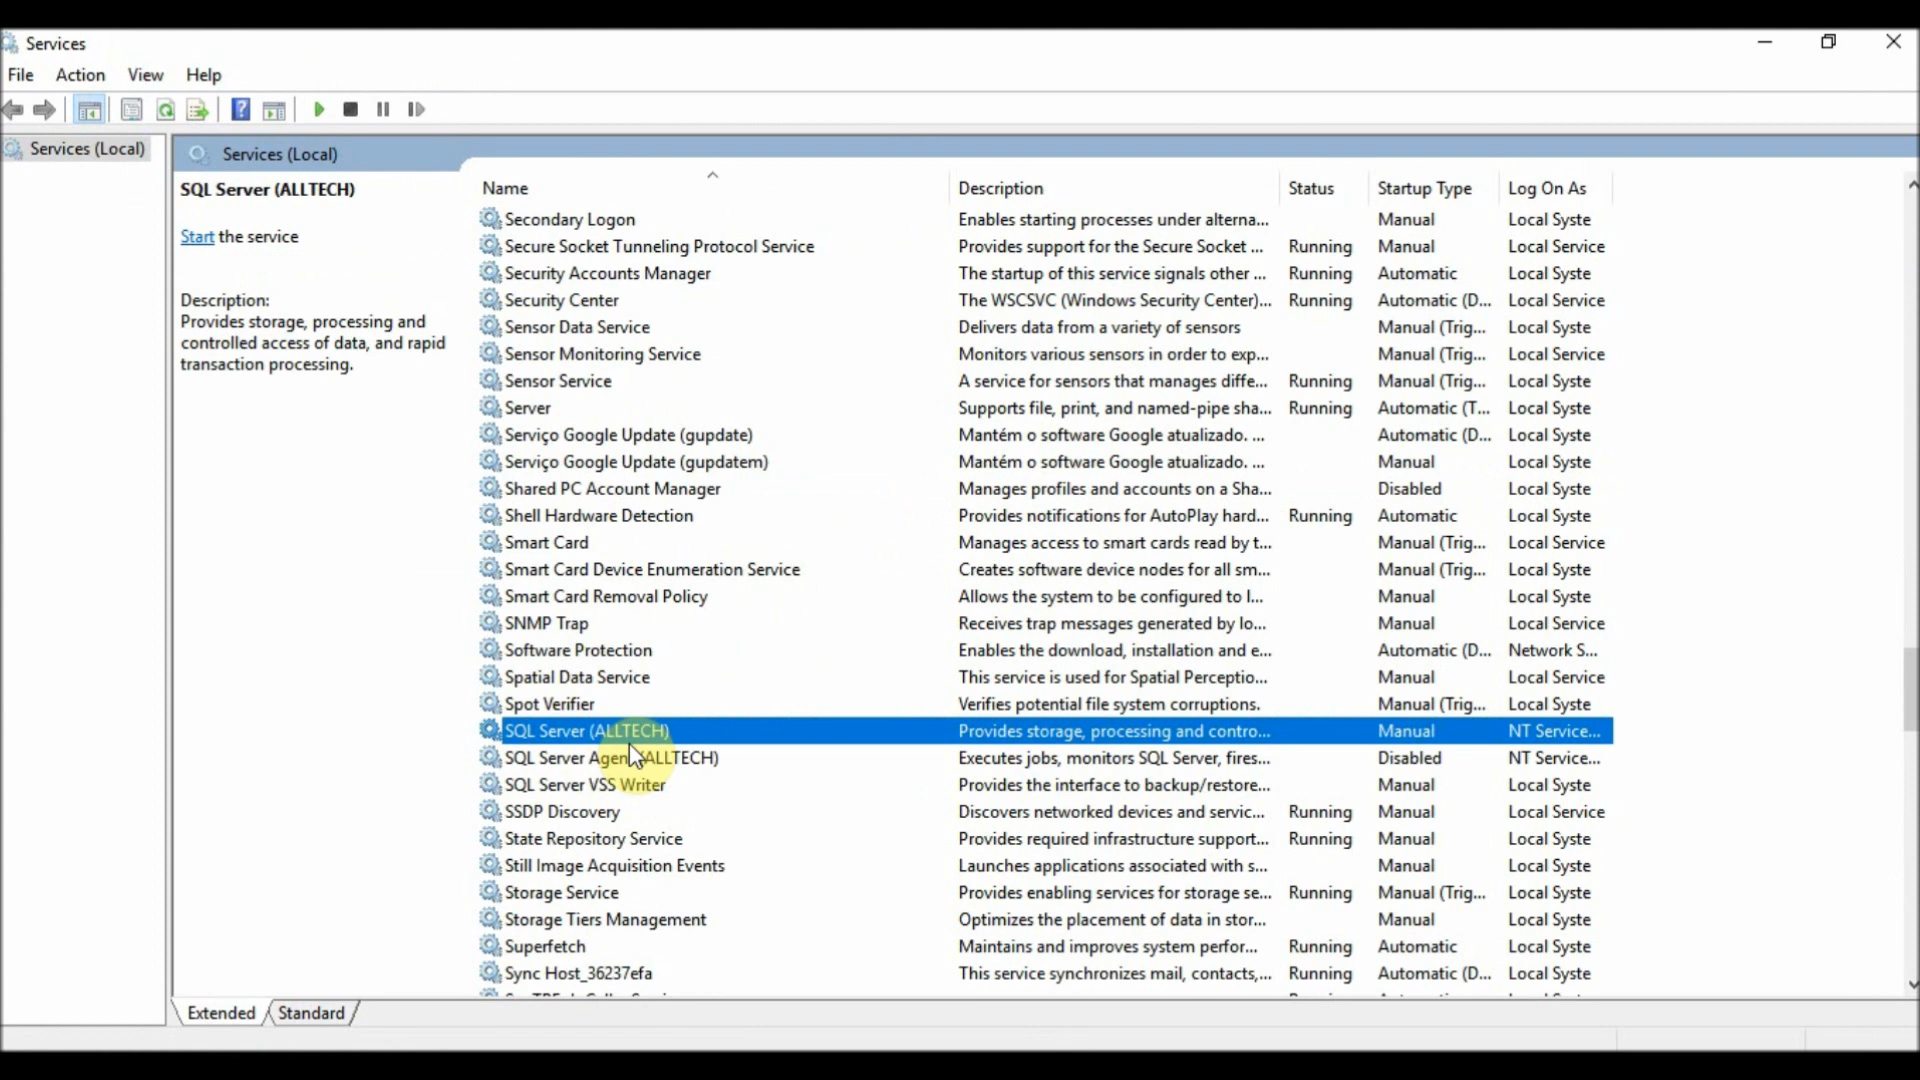 Services
File Action View Help
Services (Local)
Services (Local)
SQL Server (ALLTECH)
Start the service
Description:
Provides storage, processing and
controlled access of data, and rapid
transaction processing.
Name Description Status Startup Type Log On As
Secondary Logon Enables starting processes under alterna... Manual Local Syste
Secure Socket Tunneling Protocol Service Provides support for the Secure Socket ... Running Manual Local Service
Security Accounts Manager The startup of this service signals other ... Running Automatic Local Syste
Security Center The WSCSVC (Windows Security Center)... Running Automatic (D... Local Service
Sensor Data Service Delivers data from a variety of sensors Manual (Trig... Local Syste
Sensor Monitoring Service Monitors various sensors in order to exp... Manual (Trig... Local Service
Sensor Service A service for sensors that manages diffe... Running Manual (Trig... Local Syste
Server Supports file, print, and named-pipe sha... Running Automatic (T... Local Syste
Serviço Google Update (gupdate) Mantém o software Google atualizado. ... Automatic (D... Local Syste
Serviço Google Update (gupdatem) Mantém o software Google atualizado. ... Manual Local Syste
Shared PC Account Manager Manages profiles and accounts on a Sha... Disabled Local Syste
Shell Hardware Detection Provides notifications for AutoPlay hard... Running Automatic Local Syste
Smart Card Manages access to smart cards read by t... Manual (Trig... Local Service
Smart Card Device Enumeration Service Creates software device nodes for all sm... Manual (Trig... Local Syste
Smart Card Removal Policy Allows the system to be configured to l... Manual Local Syste
SNMP Trap Receives trap messages generated by lo... Manual Local Service
Software Protection Enables the download, installation and e... Automatic (D... Network S...
Spatial Data Service This service is used for Spatial Perceptio... Manual Local Service
Spot Verifier Verifies potential file system corruptions. Manual (Trig... Local Syste
SQL Server (ALLTECH) Provides storage, processing and contro... Manual NT Service...
SQL Server Agent (ALLTECH) Executes jobs, monitors SQL Server, fires... Disabled NT Service...
SQL Server VSS Writer Provides the interface to backup/restore... Manual Local Syste
SSDP Discovery Discovers networked devices and servic... Running Manual Local Service
State Repository Service Provides required infrastructure support... Running Manual Local Syste
Still Image Acquisition Events Launches applications associated with s... Manual Local Syste
Storage Service Provides enabling services for storage se... Running Manual (Trig... Local Syste
Storage Tiers Management Optimizes the placement of data in stor... Manual Local Syste
Superfetch Maintains and improves system perfor... Running Automatic Local Syste
Sync Host_36237efa This service synchronizes mail, contacts,... Running Automatic (D... Local Syste
Extended Standard